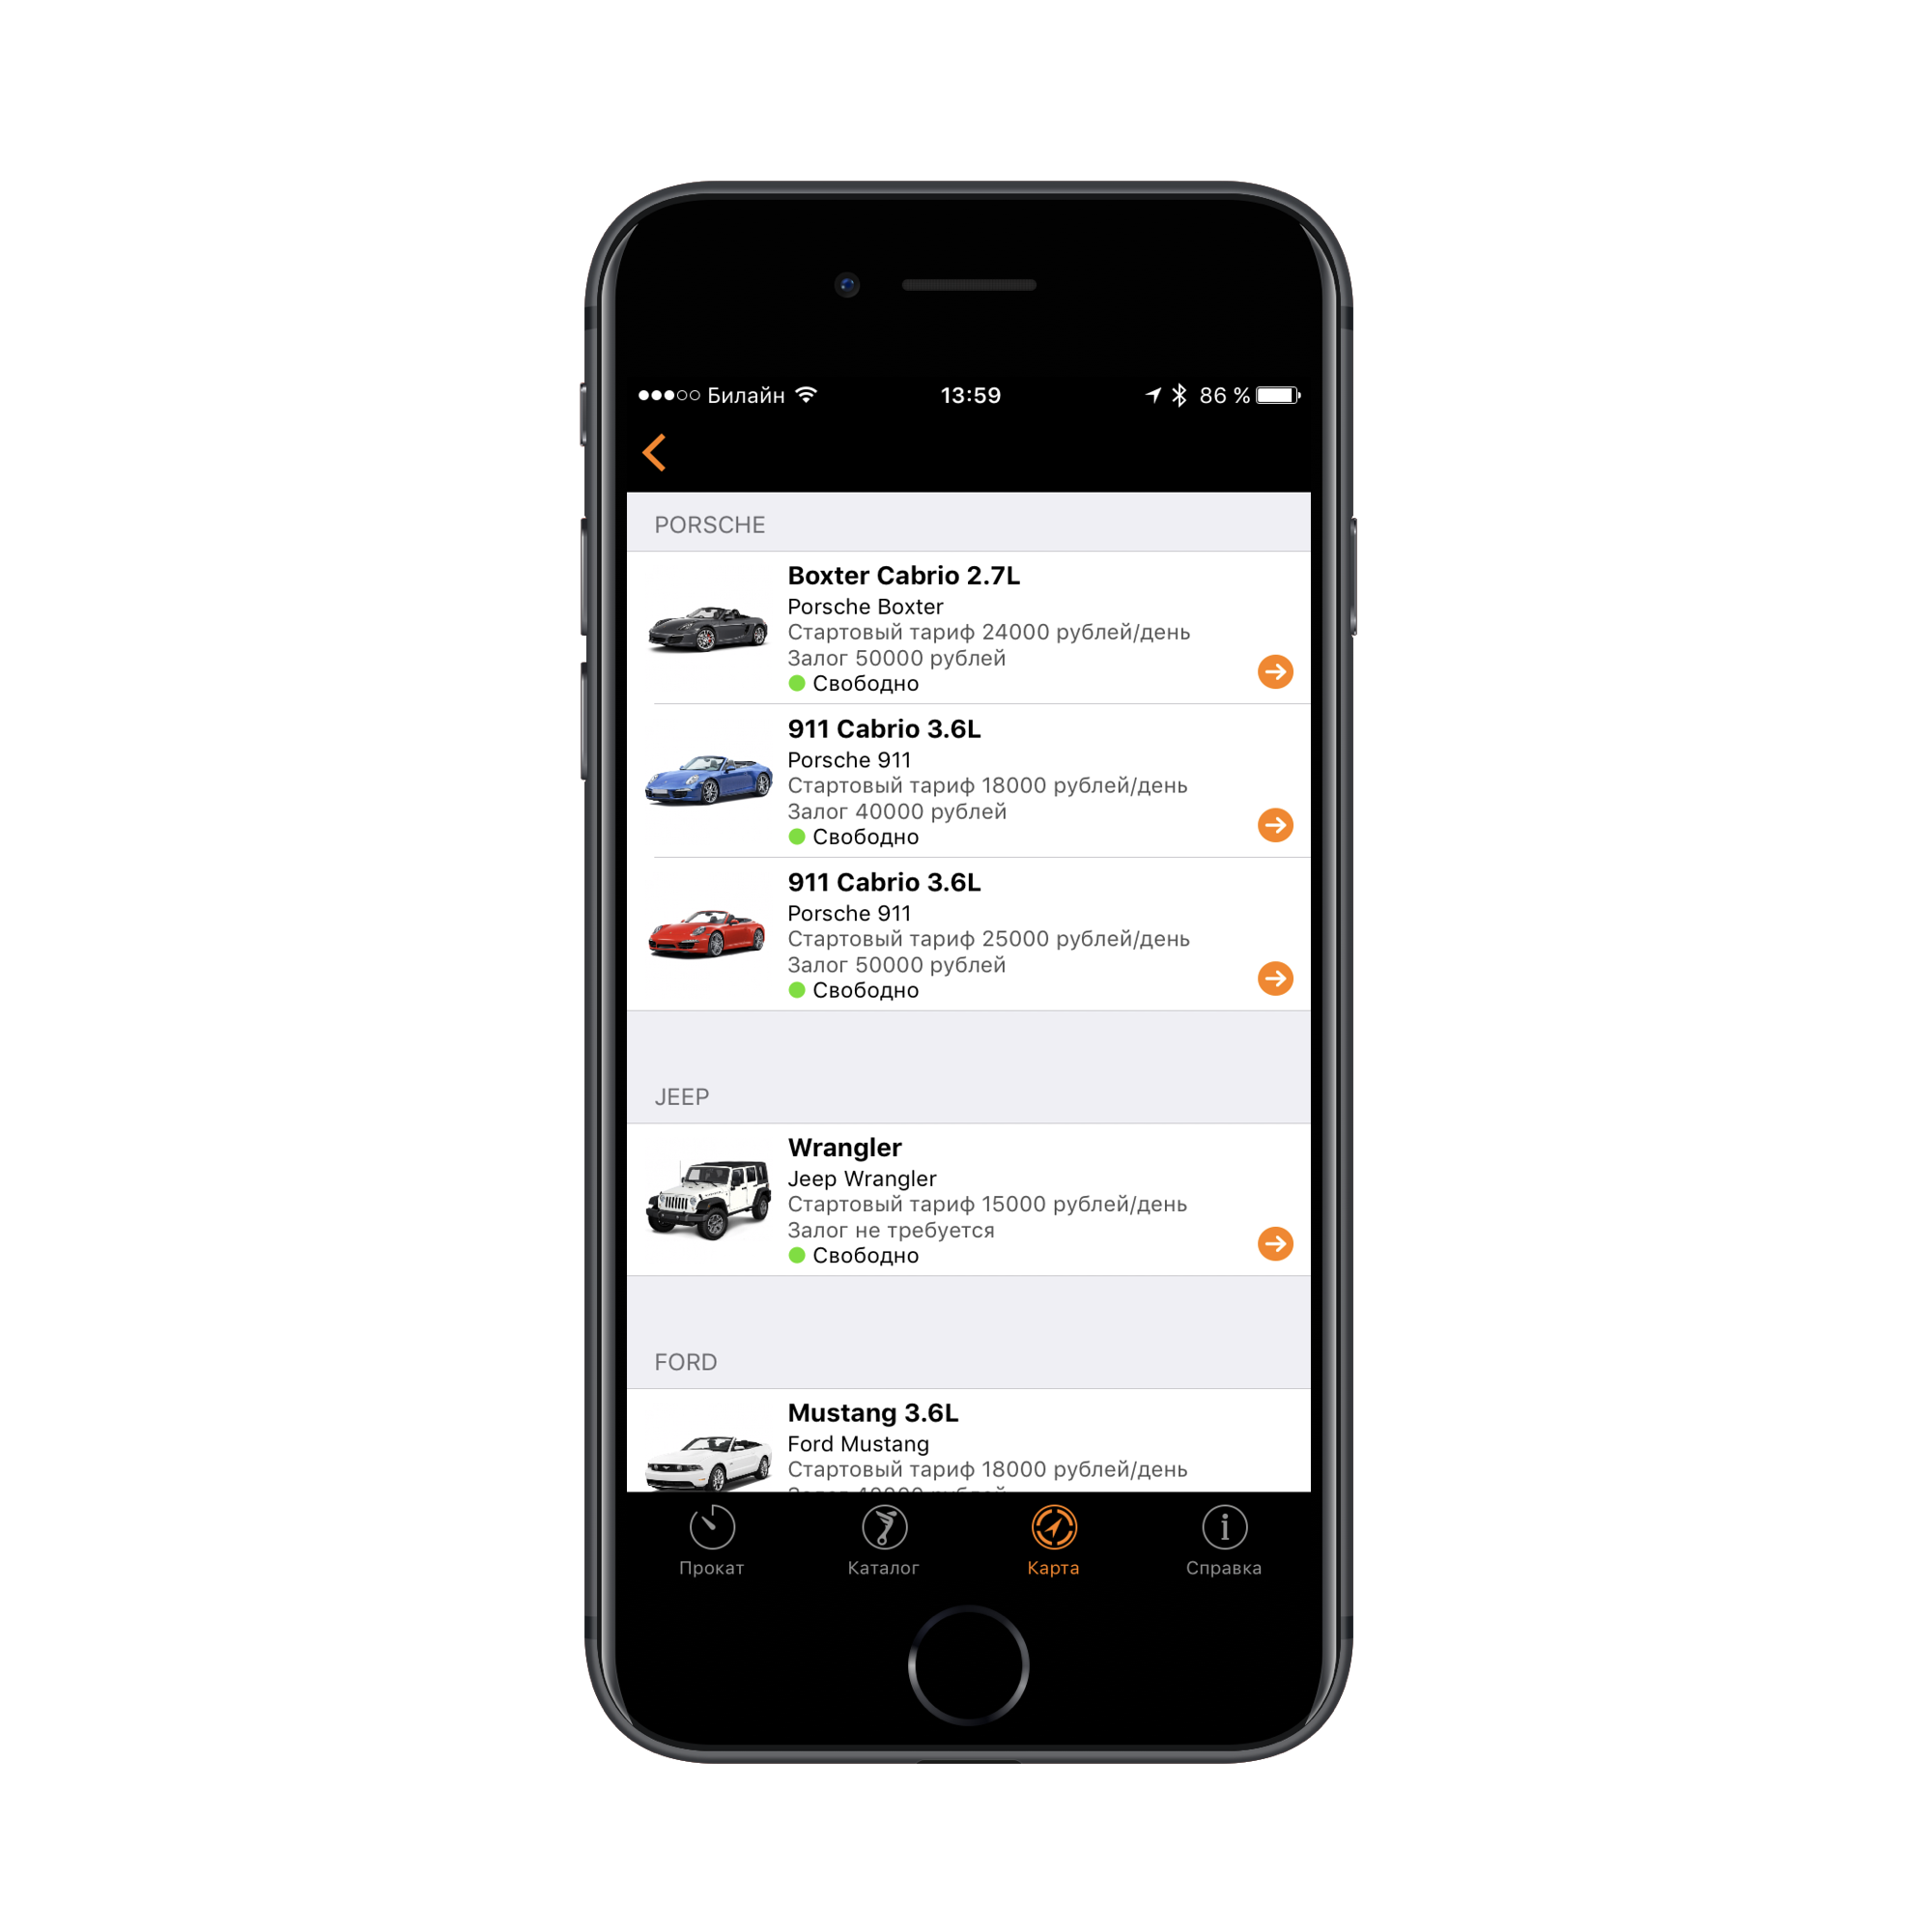 Билайн 13:59 86 %
PORSCHE
Boxter Cabrio 2.7L
Porsche Boxter
Стартовый тариф 24000 рублей/день
Залог 50000 рублей
Свободно
911 Cabrio 3.6L
Porsche 911
Стартовый тариф 18000 рублей/день
Залог 40000 рублей
Свободно
911 Cabrio 3.6L
Porsche 911
Стартовый тариф 25000 рублей/день
Залог 50000 рублей
Свободно
JEEP
Wrangler
Jeep Wrangler
Стартовый тариф 15000 рублей/день
Залог не требуется
Свободно
FORD
Mustang 3.6L
Ford Mustang
Стартовый тариф 18000 рублей/день
Залог 40000 рублей
Прокат Каталог Карта Справка